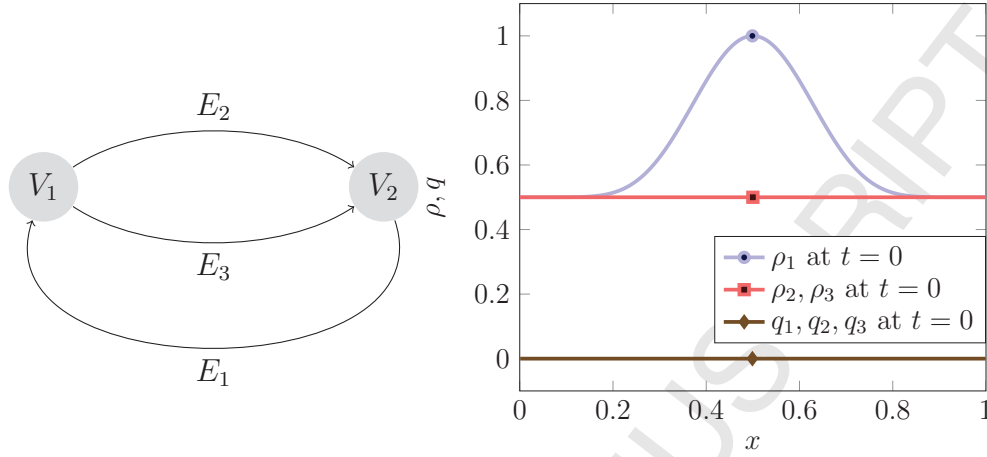 E₂
V₁
V₂
E₃
E₁
ρ, q
1
0.8
0.6
0.4
0.2
0
0 0.2 0.4 0.6 0.8 1
x
ρ₁ at t = 0
ρ₂, ρ₃ at t = 0
q₁, q₂, q₃ at t = 0